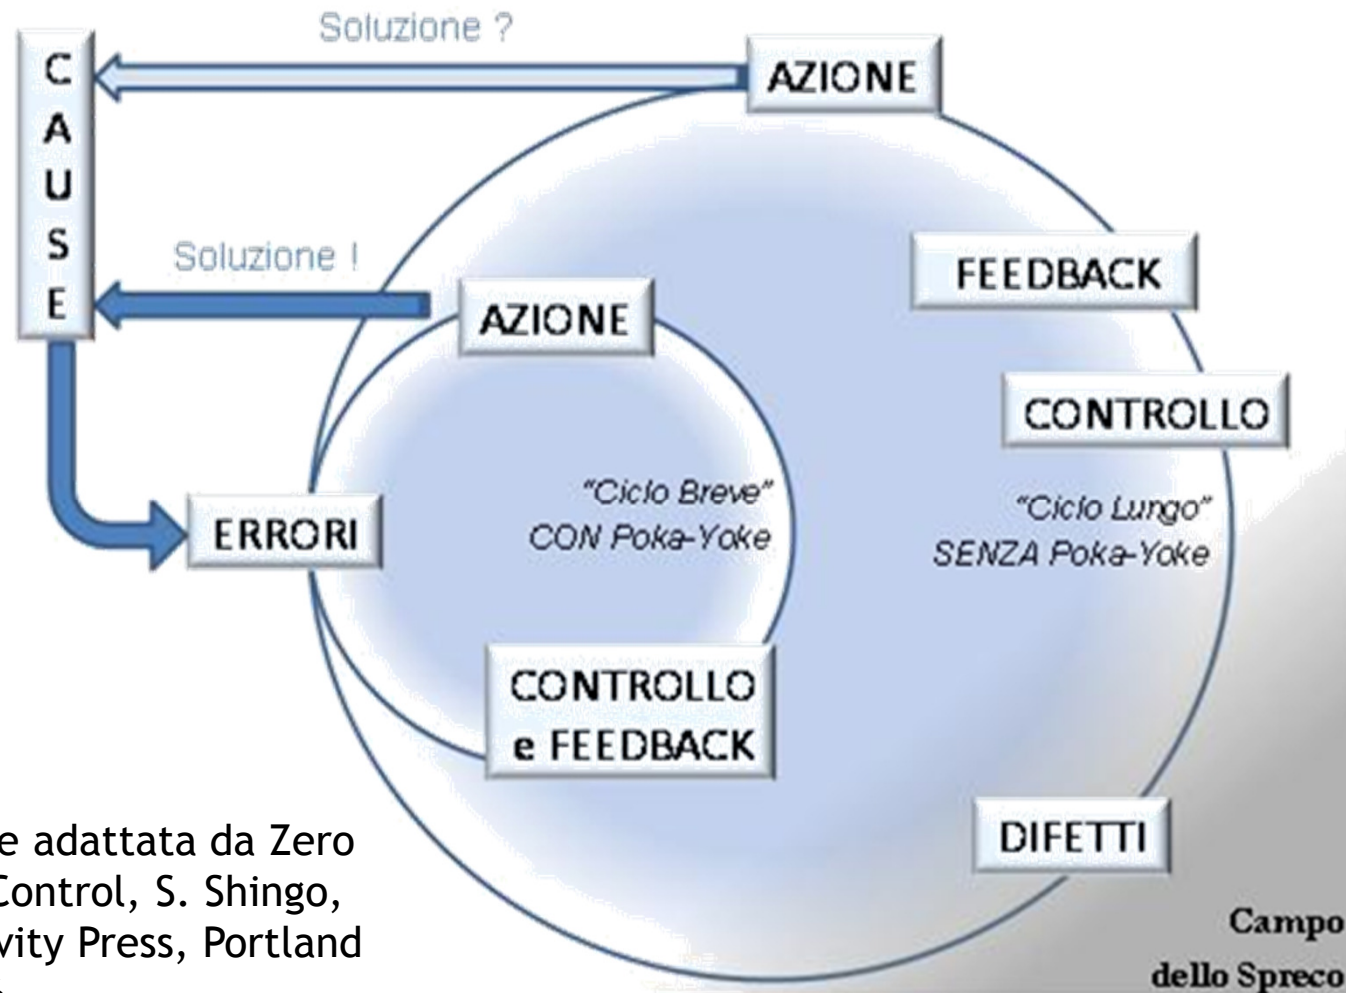 Soluzione ?
C
A
U
S
E
AZIONE
FEEDBACK
Soluzione !
AZIONE
CONTROLLO
"Ciclo Breve"
CON Poka-Yoke
"Ciclo Lungo"
SENZA Poka-Yoke
ERRORI
CONTROLLO
e FEEDBACK
DIFETTI
e adattata da Zero
Control, S. Shingo,
vity Press, Portland
Campo
dello Spreco